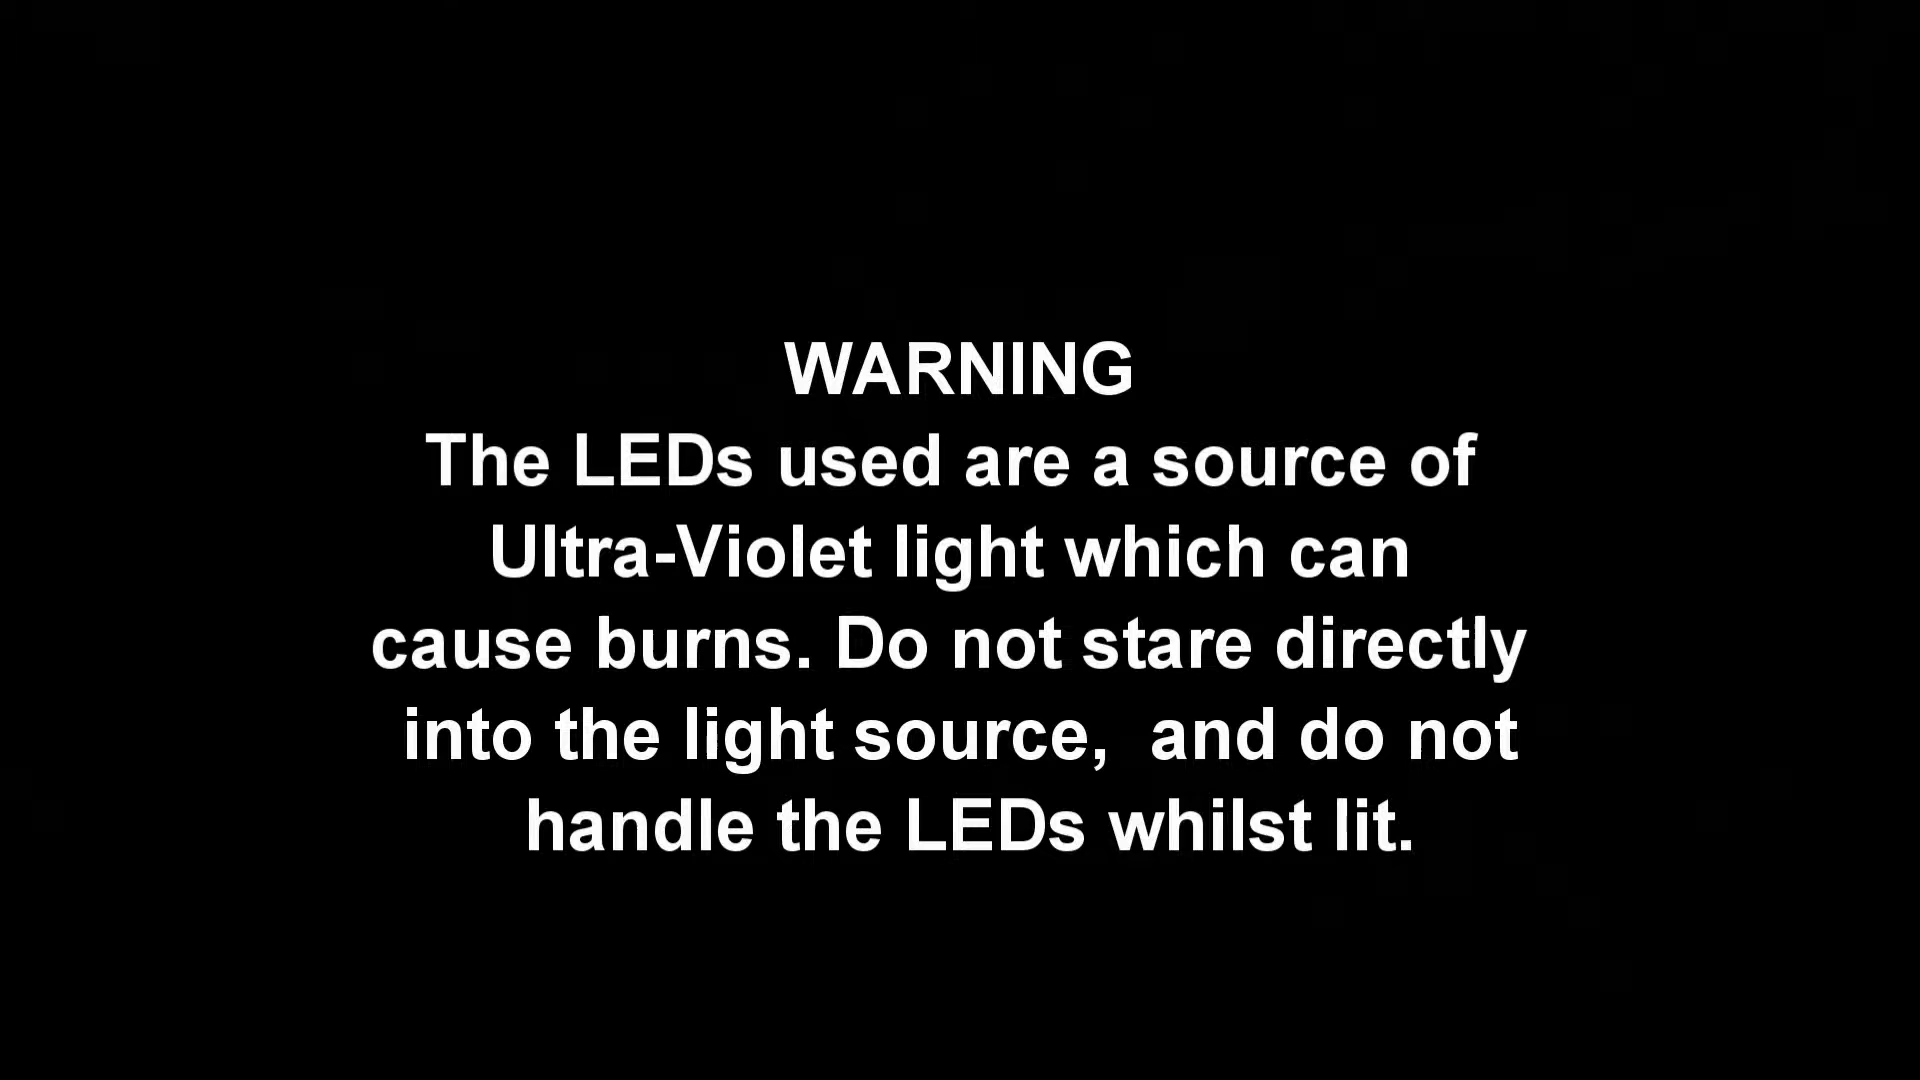 WARNING
The LEDs used are a source of
Ultra-Violet light which can
cause burns. Do not stare directly
into the light source,  and do not
handle the LEDs whilst lit.